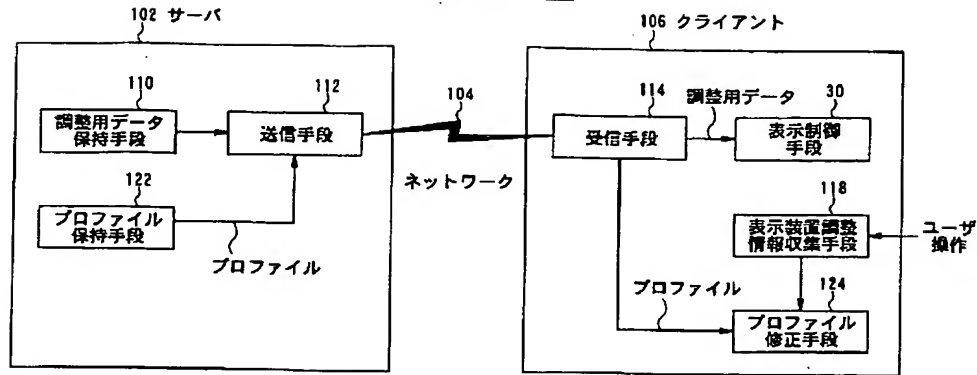 102 サーバ
106 クライアント
110
調整用データ
保持手段
112
送信手段
104
ネットワーク
122
プロファイル
保持手段
プロファイル
114
受信手段
調整用データ
30
表示制御
手段
118
表示装置調整
情報収集手段
ユーザ
操作
プロファイル
124
プロファイル
修正手段